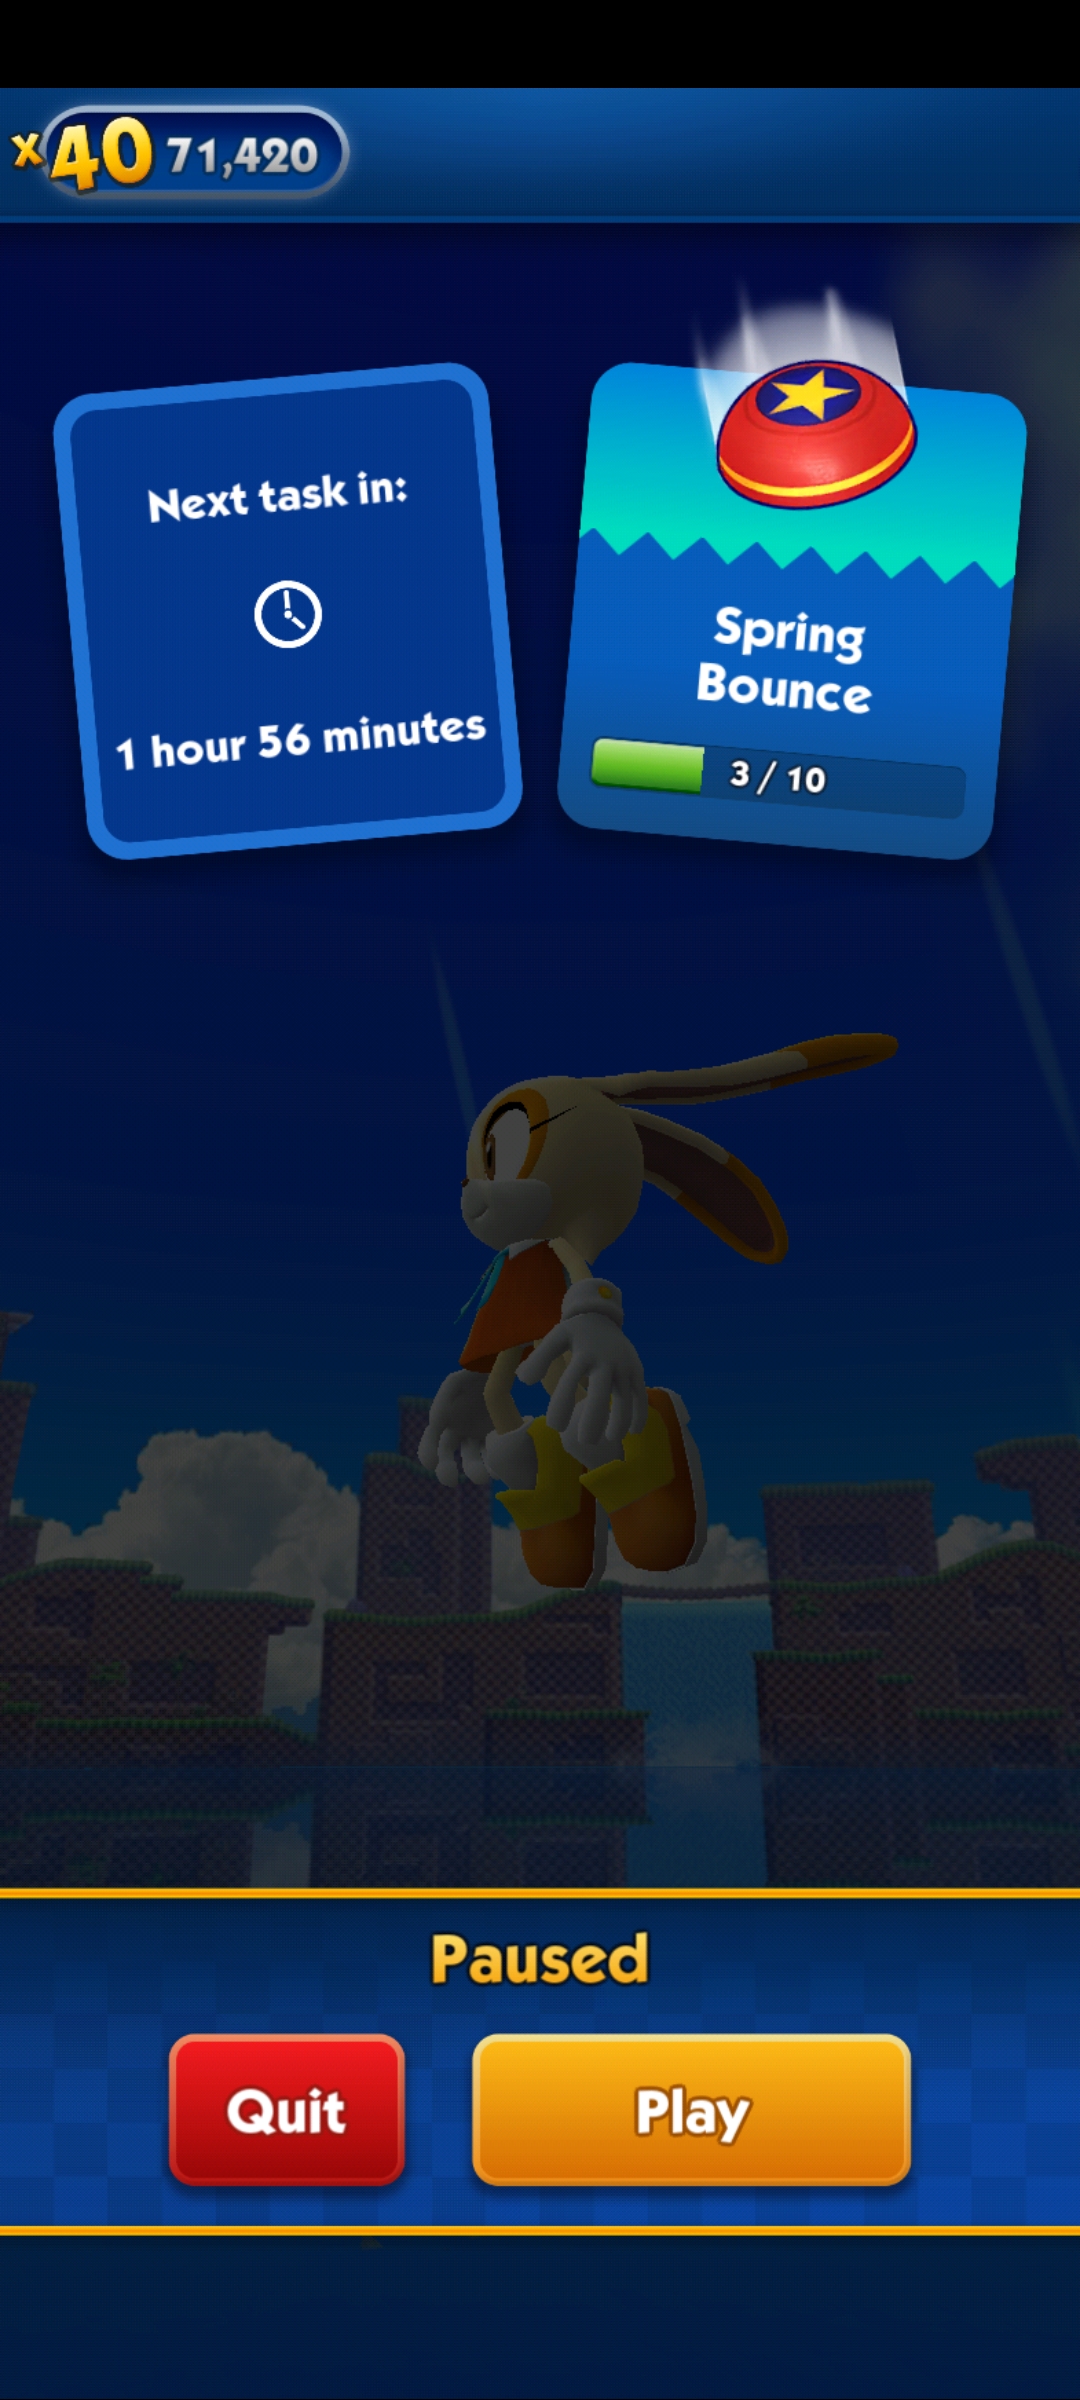 x40 71,420
Next task in:
1 hour 56 minutes
Spring
Bounce
3 / 10
Paused
Quit
Play